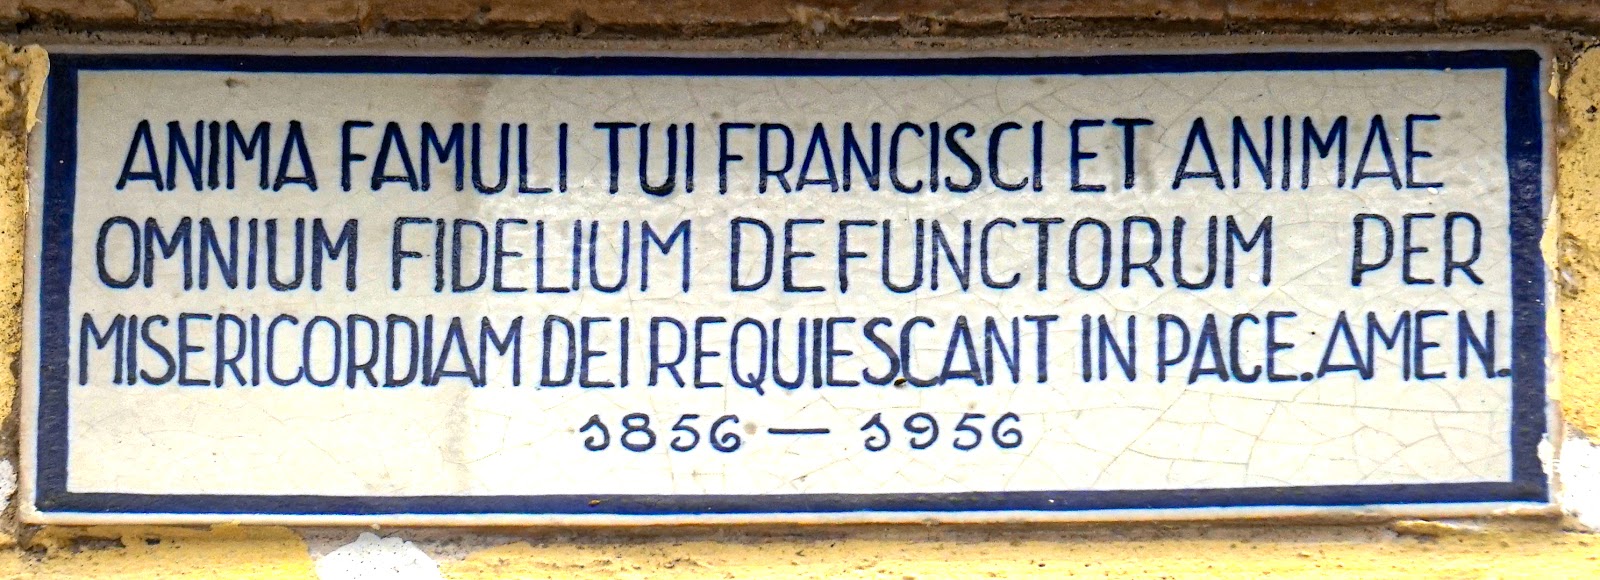 ANIMA FAMULI TUI FRANCISCI ET ANIMAE
OMNIUM FIDELIUM DEFUNCTORUM PER
MISERICORDIAM DEI REQUIESCANT IN PACE. AMEN.
1856 — 1956